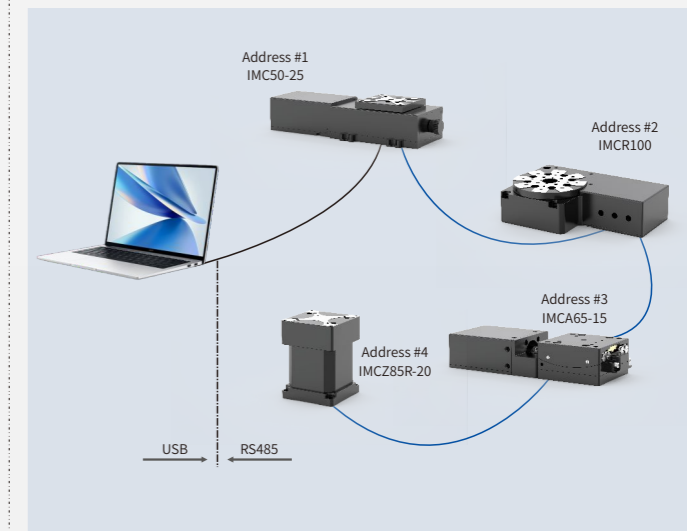 Address #1
IMC50-25
Address #2
IMCR100
Address #3
IMCA65-15
Address #4
IMCZ85R-20
USB
RS485